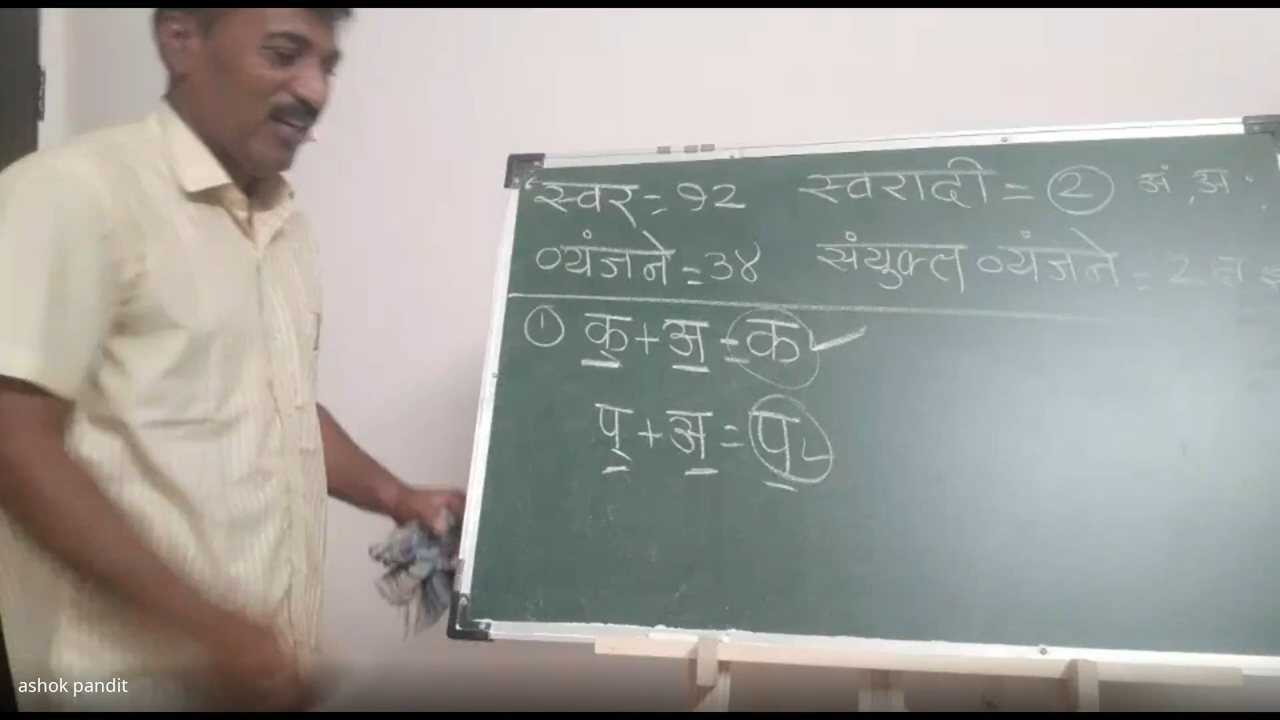 स्वर = १२ स्वरादी = २ अं, अः
व्यंजने = ३४ संयुक्त व्यंजने = २
१ क् + अ = क
प् + अ = प
ashok pandit